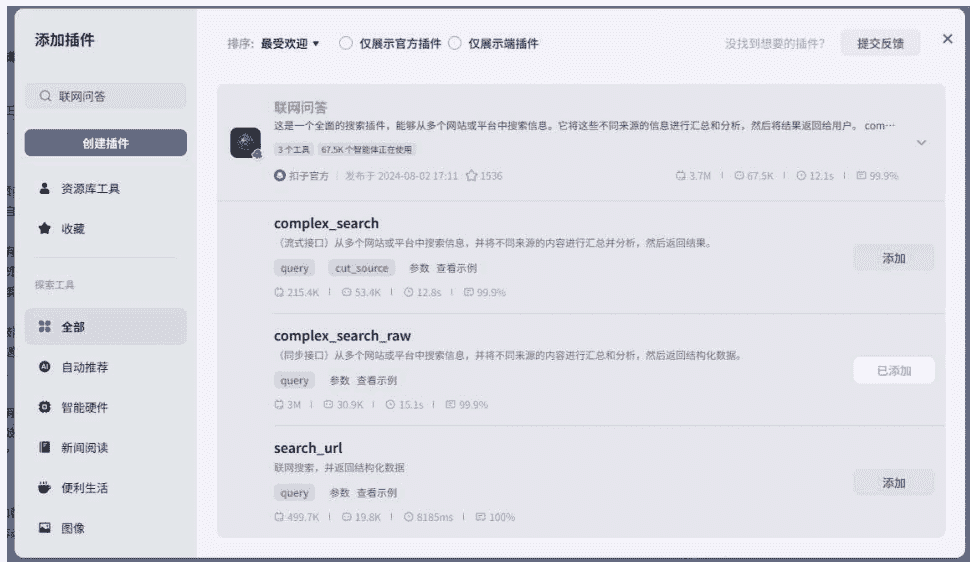 添加插件
联网问答
创建插件
资源库工具
收藏
探索工具
全部
自动推荐
智能硬件
新闻阅读
便利生活
图像
排序: 最受欢迎 仅展示官方插件 仅展示端插件 没找到想要的插件? 提交反馈
联网问答
这是一个全面的搜索插件，能够从多个网站或平台中搜索信息。它将这些不同来源的信息进行汇总和分析，然后将结果返回给用户。 com…
3 个工具 67.5K 个智能体正在使用
扣子官方 发布于 2024-08-02 17:11 1536 3.7M 67.5K 12.1s 99.9%
complex_search
（流式接口）从多个网站或平台中搜索信息，并将不同来源的内容进行汇总并分析，然后返回结果。
添加
query cut_source 参数 查看示例
215.4K 53.4K 12.8s 99.9%
complex_search_raw
（同步接口）从多个网站或平台中搜索信息，并将不同来源的内容进行汇总和分析，然后返回结构化数据。
已添加
query 参数 查看示例
3M 30.9K 15.1s 99.9%
search_url
联网搜索，并返回结构化数据
添加
query 参数 查看示例
499.7K 19.8K 8185ms 100%